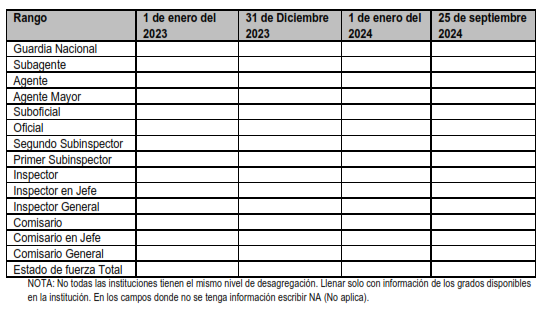 Rango 1 de enero del 2023 31 de Diciembre 2023 1 de enero del 2024 25 de septiembre 2024
Guardia Nacional
Subagente
Agente
Agente Mayor
Suboficial
Oficial
Segundo Subinspector
Primer Subinspector
Inspector
Inspector en Jefe
Inspector General
Comisario
Comisario en Jefe
Comisario General
Estado de fuerza Total
NOTA: No todas las instituciones tienen el mismo nivel de desagregación. Llenar solo con información de los grados disponibles
en la institución. En los campos donde no se tenga información escribir NA (No aplica).